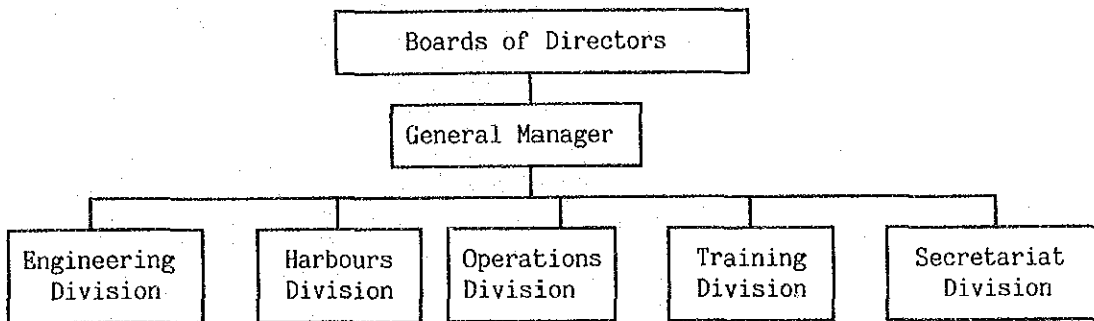 Boards of Directors
General Manager
Engineering
Division
Harbours
Division
Operations
Division
Training
Division
Secretariat
Division